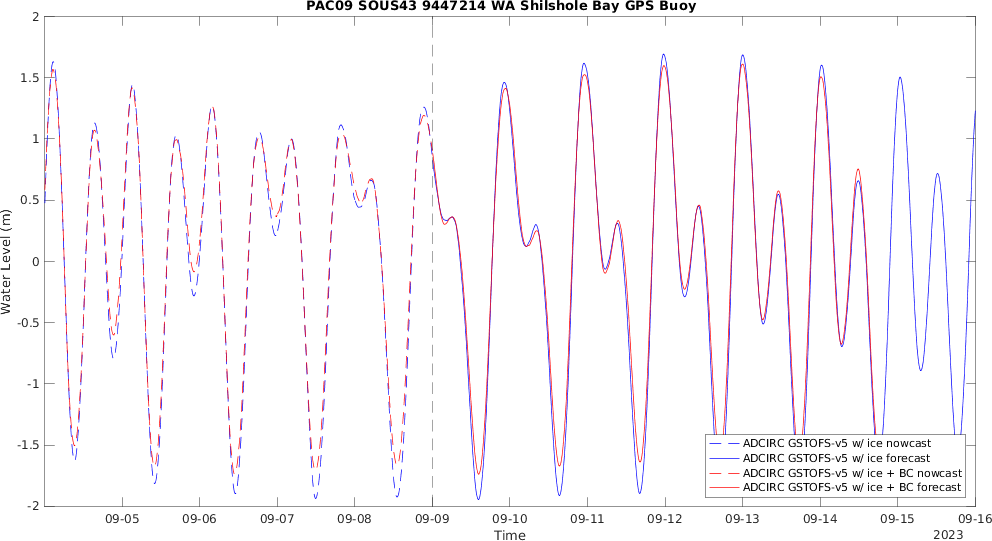 PAC09 SOUS43 9447214 WA Shilshole Bay GPS Buoy
2
1.5
1
0.5
0
-0.5
-1
-1.5
-2
Water Level (m)
ADCIRC GSTOFS-v5 w/ ice nowcast
ADCIRC GSTOFS-v5 w/ ice forecast
ADCIRC GSTOFS-v5 w/ ice + BC nowcast
ADCIRC GSTOFS-v5 w/ ice + BC forecast
09-05 09-06 09-07 09-08 09-09 09-10 09-11 09-12 09-13 09-14 09-15 09-16
Time
2023